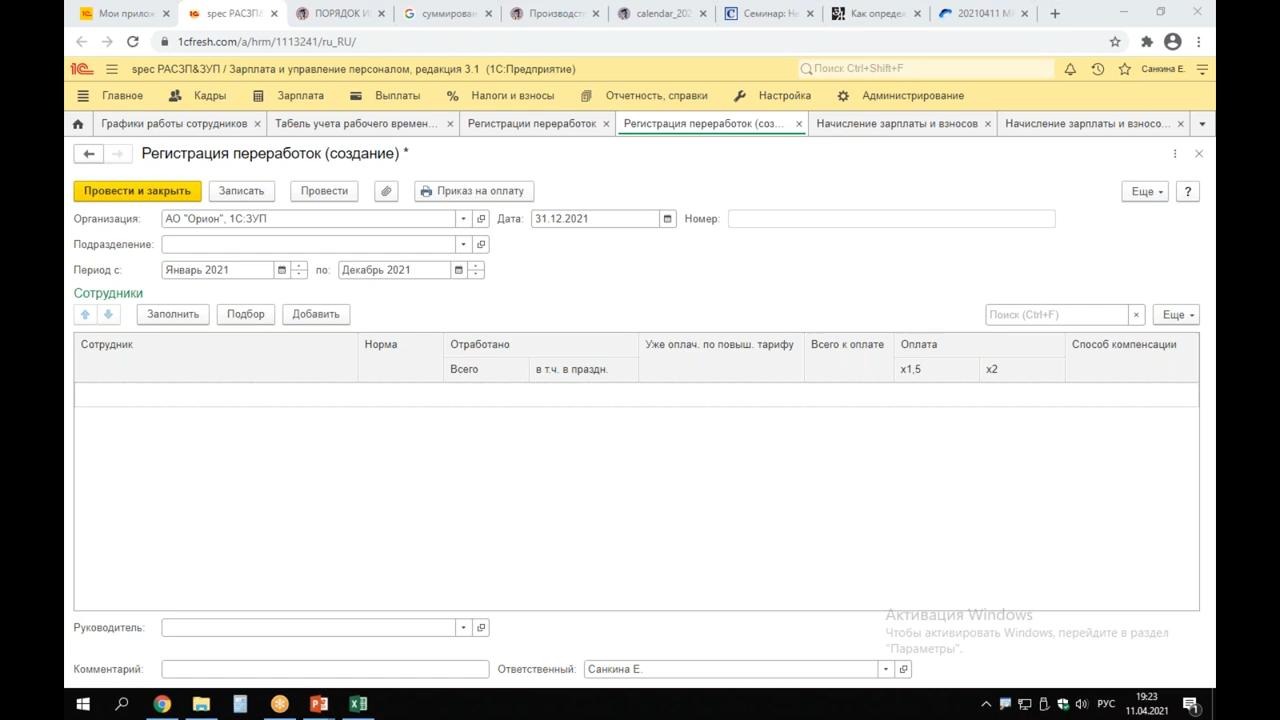 Мои прилож
spec РАСЗП&
ПОРЯДОК И
суммирован
Производст
calendar_202
Семинар: Не
Как опреде
20210411 М
1cfresh.com/a/hrm/1113241/ru_RU/
spec РАСЗП&ЗУП / Зарплата и управление персоналом, редакция 3.1 (1С:Предприятие)
Поиск Ctrl+Shift+F
Санкина Е.
Главное
Кадры
Зарплата
Выплаты
% Налоги и взносы
Отчетность, справки
Настройка
Администрирование
Графики работы сотрудников
Табель учета рабочего времен...
Регистрации переработок
Регистрация переработок (соз...
Начисление зарплаты и взносов
Начисление зарплаты и взносо...
Регистрация переработок (создание) *
Провести и закрыть
Записать
Провести
Приказ на оплату
Еще
?
Организация: АО "Орион", 1С:ЗУП Дата: 31.12.2021 Номер:
Подразделение:
Период с: Январь 2021 по: Декабрь 2021
Сотрудники
Заполнить
Подбор
Добавить
Поиск (Ctrl+F)
Еще
Сотрудник Норма Отработано Уже оплач. по повыш. тарифу Всего к оплате Оплата Способ компенсации
Всего в т.ч. в праздн. x1,5 x2
Активация Windows
Чтобы активировать Windows, перейдите в раздел
"Параметры".
Руководитель:
Комментарий:
Ответственный: Санкина Е.
РУС
19:23
11.04.2021
1